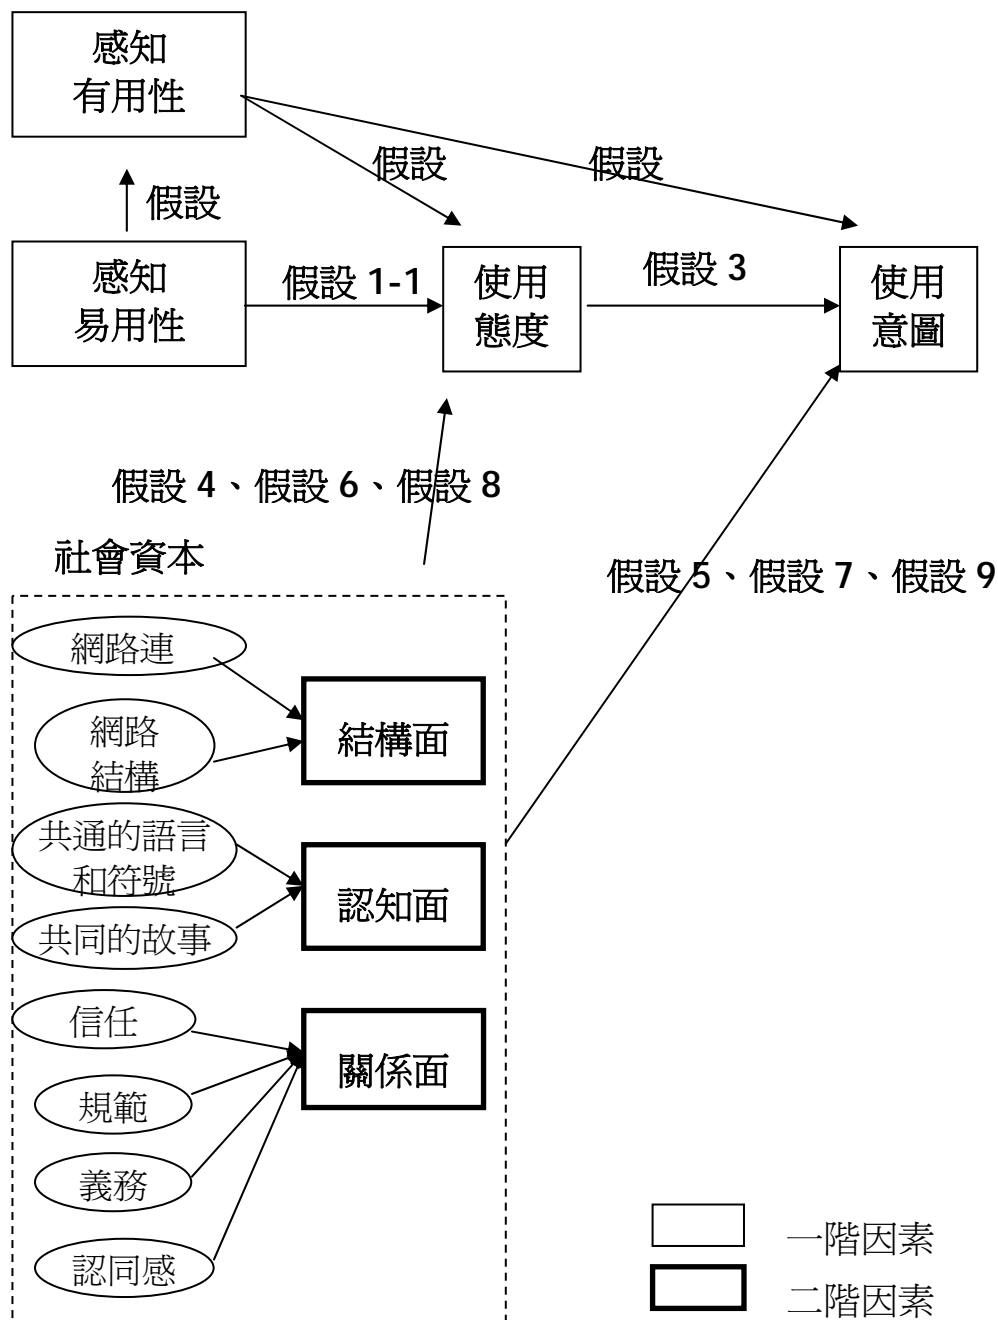 感知
有用性
假設
假設
假設
感知
易用性
假設 1-1
使用
態度
假設 3
使用
意圖
假設 4、假設 6、假設 8
社會資本
假設 5、假設 7、假設 9
網路連
網路
結構
結構面
共通的語言
和符號
認知面
共同的故事
信任
關係面
規範
義務
認同感
一階因素
二階因素